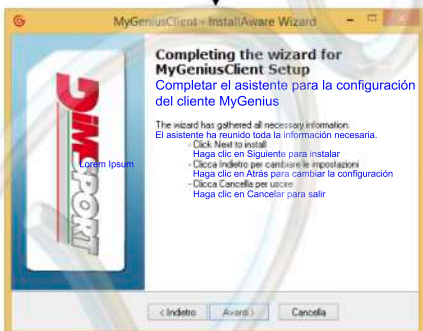 MyGeniusClient - InstallAware Wizard
Completing the wizard for
MyGeniusClient Setup
Completar el asistente para la configuración
del cliente MyGenius
The wizard has gathered all necessary information.
El asistente ha reunido toda la información necesaria.
- Click Next to install
Haga clic en Siguiente para instalar
- Clicca Indietro per cambiare le impostazioni
Haga clic en Atrás para cambiar la configuración
- Clicca Cancella per uscire
Haga clic en Cancelar para salir
DIMSPORT
Lorem Ipsum
< Indietro
Avanti >
Cancella